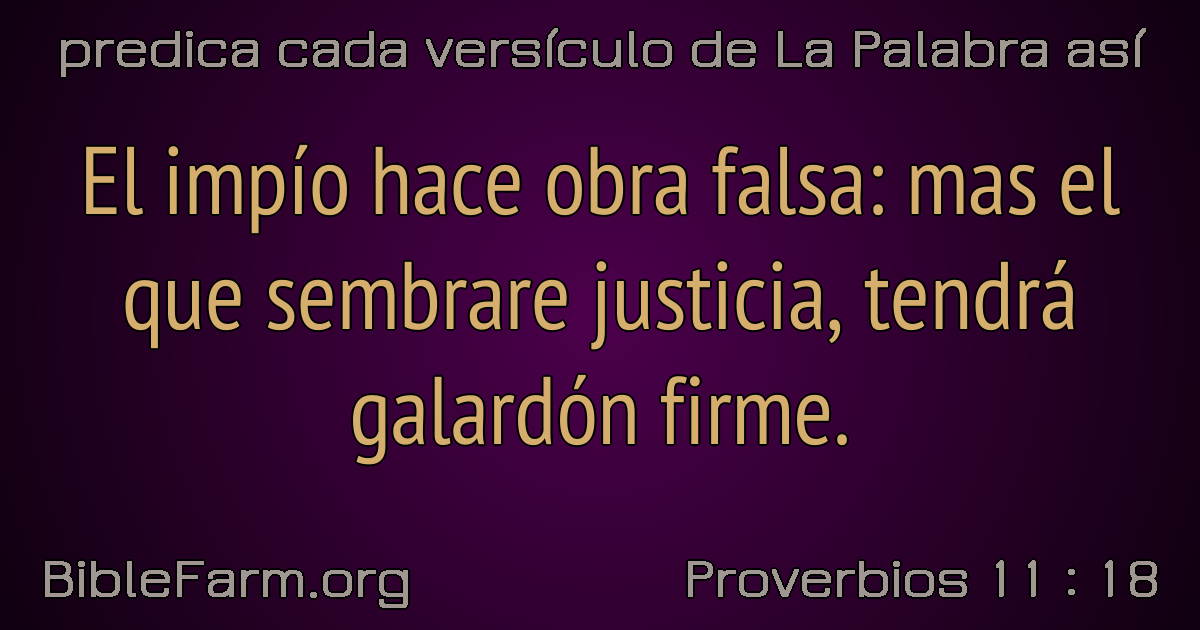 predica cada versículo de La Palabra así
El impío hace obra falsa: mas el
que sembrare justicia, tendrá
galardón firme.
BibleFarm.org
Proverbios 11 : 18